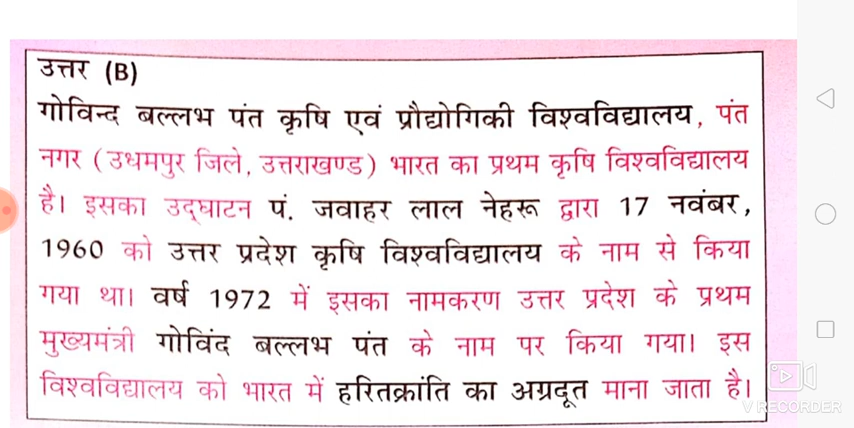 उत्तर (B)
गोविन्द बल्लभ पंत कृषि एवं प्रौद्योगिकी विश्वविद्यालय, पंत
नगर (उधमपुर जिले, उत्तराखण्ड) भारत का प्रथम कृषि विश्वविद्यालय
है। इसका उद्घाटन पं. जवाहर लाल नेहरू द्वारा 17 नवंबर,
1960 को उत्तर प्रदेश कृषि विश्वविद्यालय के नाम से किया
गया था। वर्ष 1972 में इसका नामकरण उत्तर प्रदेश के प्रथम
मुख्यमंत्री गोविंद बल्लभ पंत के नाम पर किया गया। इस
विश्वविद्यालय को भारत में हरितक्रांति का अग्रदूत माना जाता है।
V RECORDER